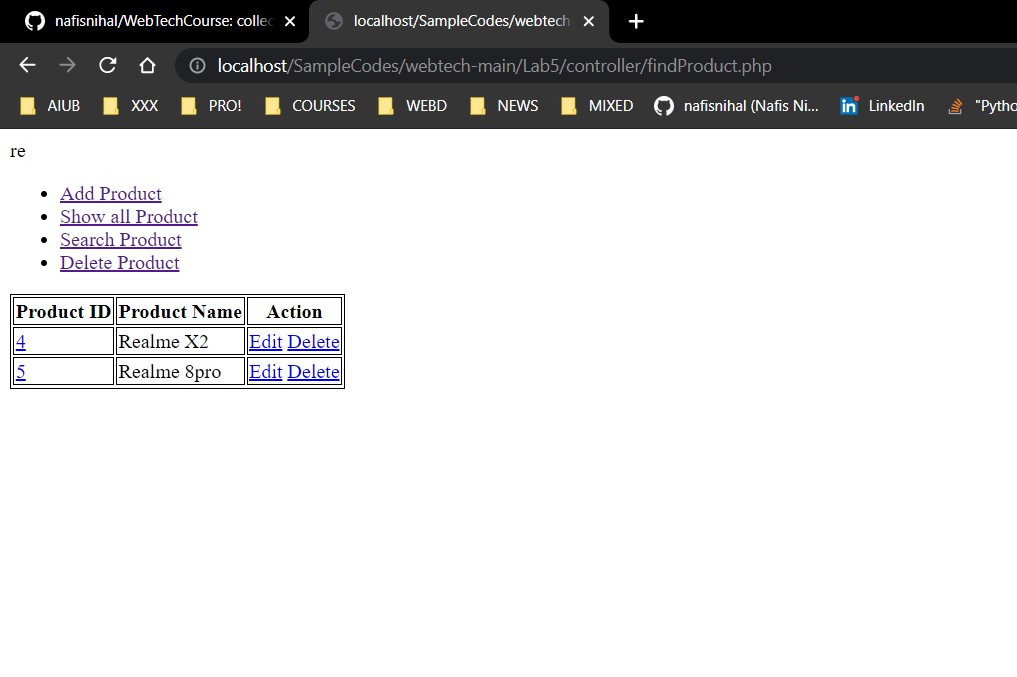 nafisnihal/WebTechCourse: collec
localhost/SampleCodes/webtech
localhost/SampleCodes/webtech-main/Lab5/controller/findProduct.php
AIUB XXX PRO! COURSES WEBD NEWS MIXED nafisnihal (Nafis Ni... in LinkedIn "Pytho
re
Add Product
Show all Product
Search Product
Delete Product
Product ID Product Name Action
4 Realme X2 Edit Delete
5 Realme 8pro Edit Delete